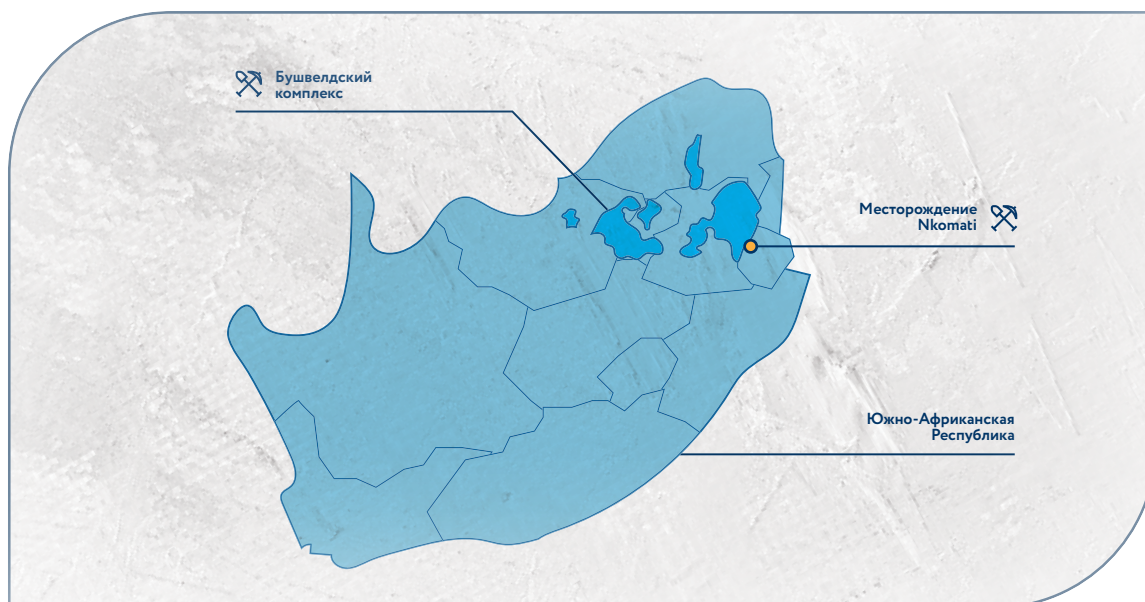 Бушвелдский
комплекс
Месторождение
Nkomati
Южно-Африканская
Республика